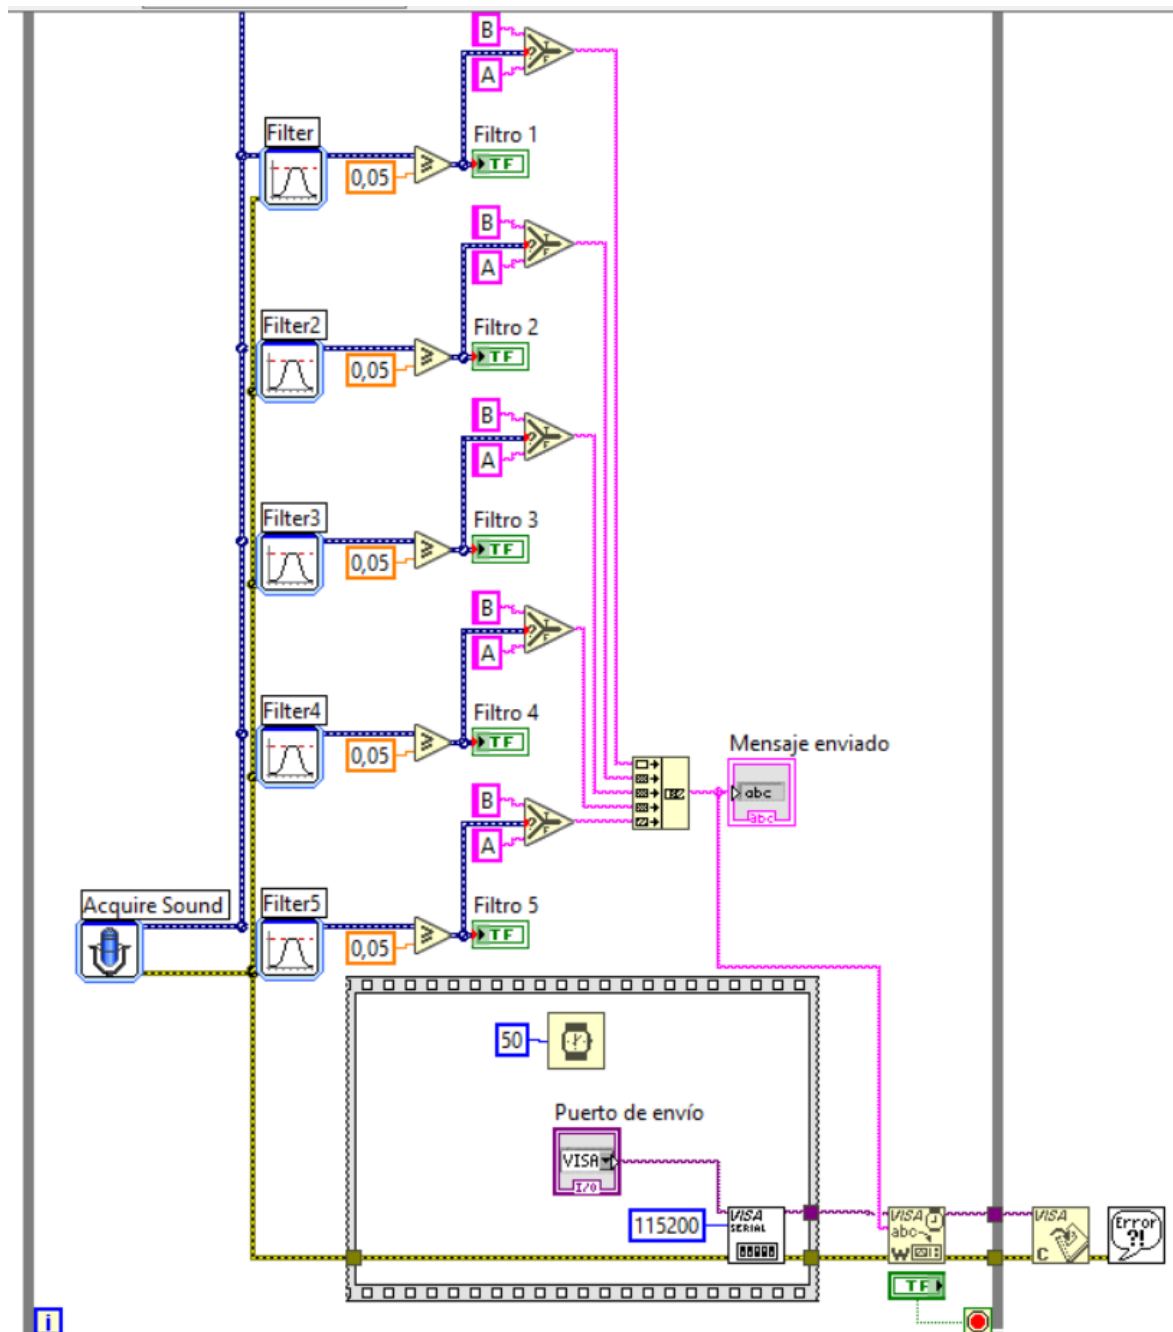 B
A
Filter
Filtro 1
0,05
TF
B
A
Filter2
Filtro 2
0,05
TF
B
A
Filter3
Filtro 3
0,05
TF
B
A
Filter4
Filtro 4
0,05
TF
Mensaje enviado
abc
abc
B
A
Acquire Sound
Filter5
Filtro 5
0,05
TF
50
Puerto de envío
VISA
I/O
115200
VISA
SERIAL
VISA
abc
W
VISA
C
Error
?!
TF
i
T
F
?
T
F
?
T
F
?
T
F
?
T
F
?